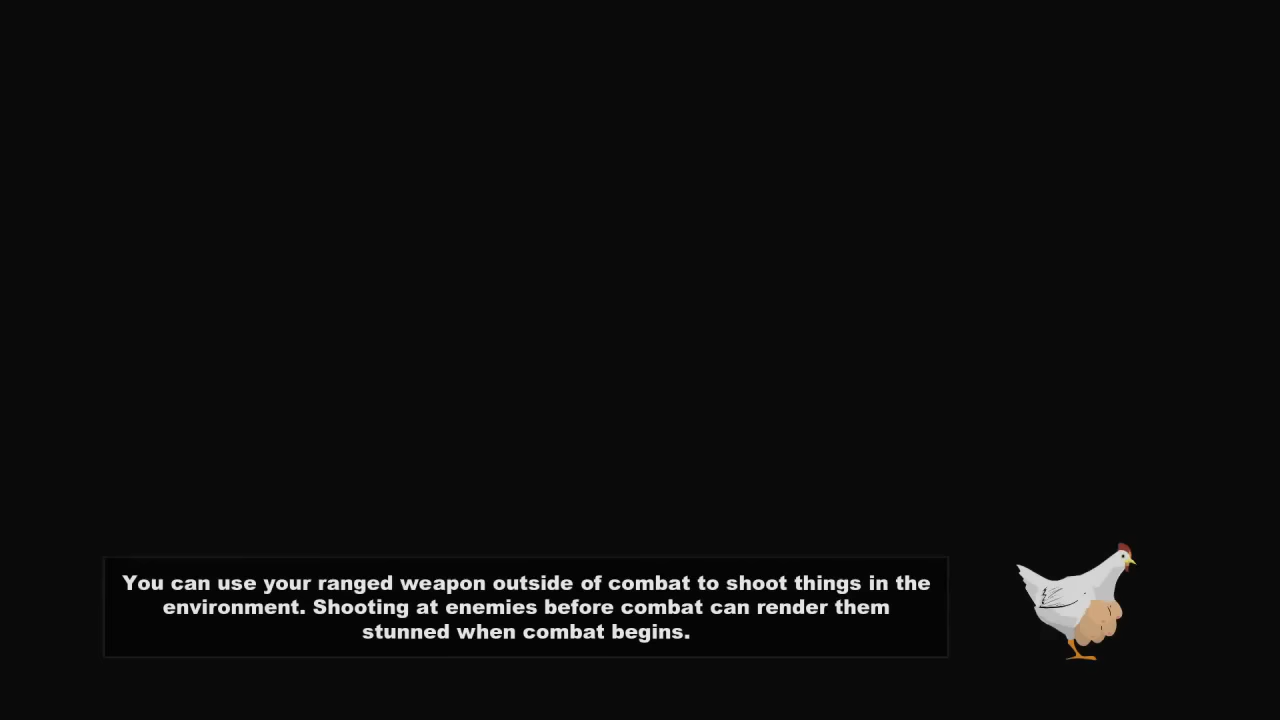 You can use your ranged weapon outside of combat to shoot things in the
environment. Shooting at enemies before combat can render them
stunned when combat begins.